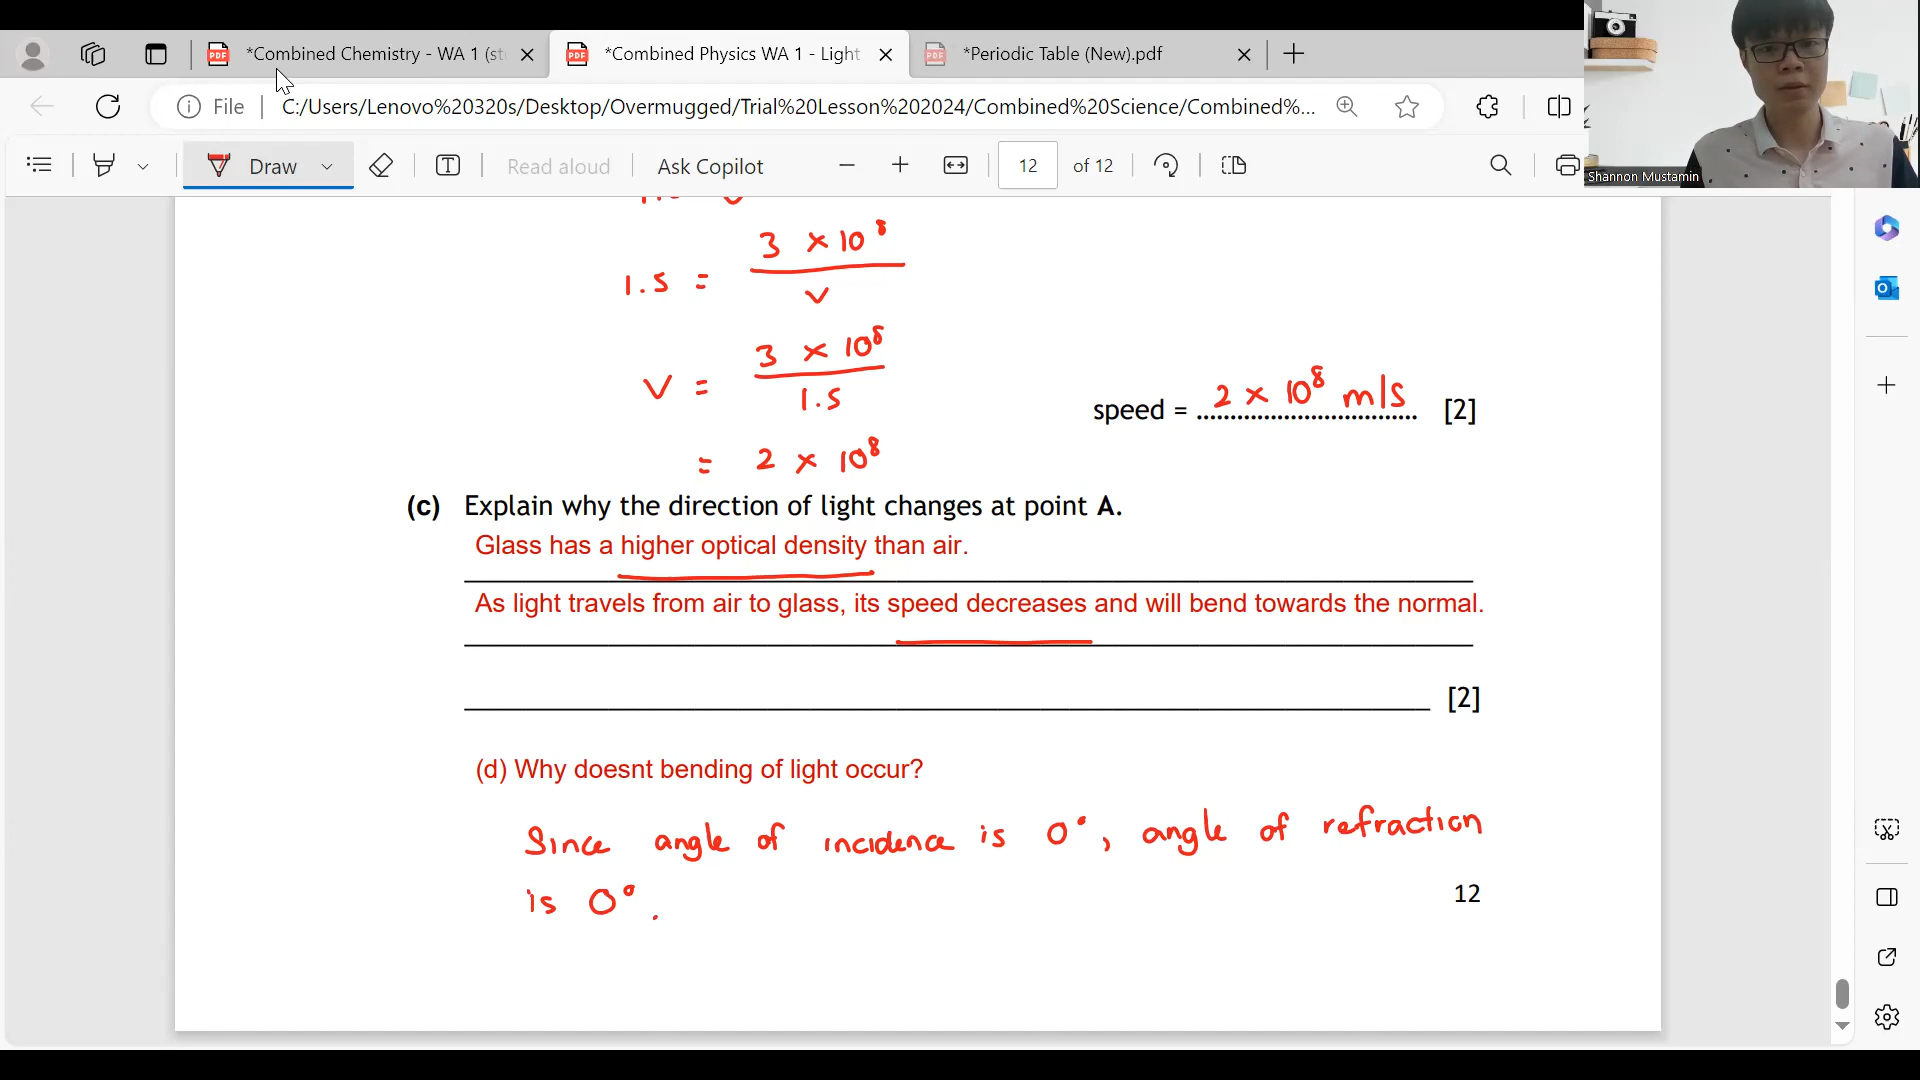 *Combined Chemistry - WA 1 (st
*Combined Physics WA 1 - Light
*Periodic Table (New).pdf
File
C:/Users/Lenovo%20320s/Desktop/Overmugged/Trial%20Lesson%202024/Combined%20Science/Combined%...
Draw
Read aloud
Ask Copilot
12
of 12
Shannon Mustamin
3 × 10⁸
1.5 =
v
3 × 10⁸
v =
1.5
2 × 10⁸ m/s
speed = ................................ [2]
= 2 × 10⁸
(c) Explain why the direction of light changes at point A.
Glass has a higher optical density than air.
As light travels from air to glass, its speed decreases and will bend towards the normal.
[2]
(d) Why doesnt bending of light occur?
Since angle of incidence is 0°, angle of refraction
is 0°.
12